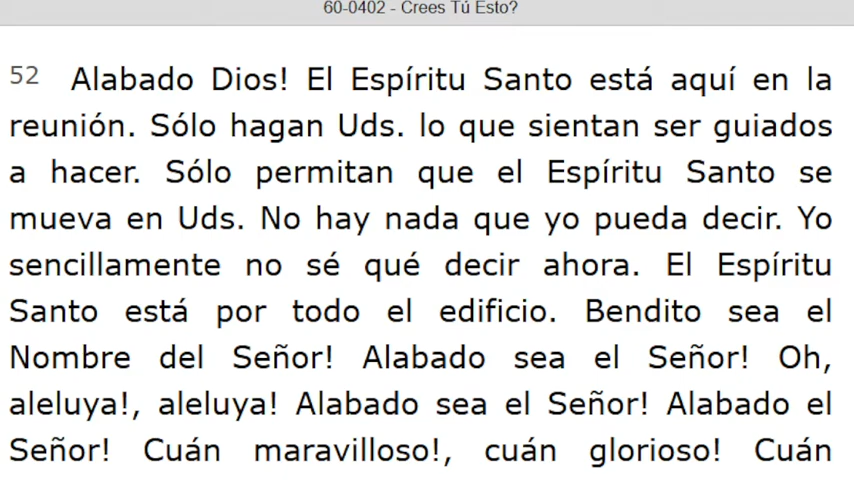 60-0402 - Crees Tú Esto?
52 Alabado Dios! El Espíritu Santo está aquí en la
reunión. Sólo hagan Uds. lo que sientan ser guiados
a hacer. Sólo permitan que el Espíritu Santo se
mueva en Uds. No hay nada que yo pueda decir. Yo
sencillamente no sé qué decir ahora. El Espíritu
Santo está por todo el edificio. Bendito sea el
Nombre del Señor! Alabado sea el Señor! Oh,
aleluya!, aleluya! Alabado sea el Señor! Alabado el
Señor! Cuán maravilloso!, cuán glorioso! Cuán